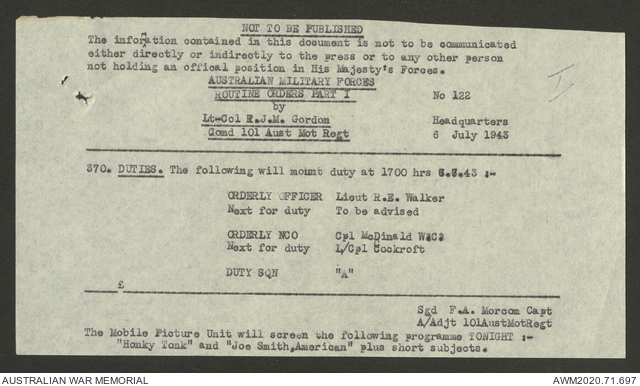 NOT TO BE PUBLISHED
The inforation contained in this document is not to be communicated
either directly or indirectly to the press or to any other person
not holding an offical position in His Majesty's Forces.
AUSTRALIAN MILITARY FORCES
ROUTINE ORDERS PART I No 122
by
Lt-Col R.J.M. Gordon Headquarters
Comd 101 Aust Mot Regt 6 July 1943
370. DUTIES. The following will mount duty at 1700 hrs 6.7.43 :-
ORDERLY OFFICER Lieut R.E. Walker
Next for duty To be advised
ORDERLY NCO Cpl McDinald W.C.
Next for duty L/Cpl Cockroft
DUTY SQN "A"
£
Sgd F.A. Morcom Capt
A/Adjt 101AustMotRegt
The Mobile Picture Unit will screen the following programme TONIGHT :-
"Honky Tonk" and "Joe Smith,American" plus short subjects.
AUSTRALIAN WAR MEMORIAL AWM2020.71.697